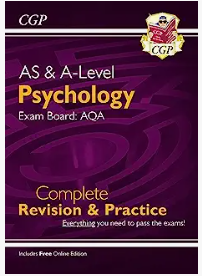 CGP
CGP
AS & A-Level
Psychology
Exam Board: AQA
Complete
Revision & Practice
Everything you need to pass the exams!
Includes Free Online Edition